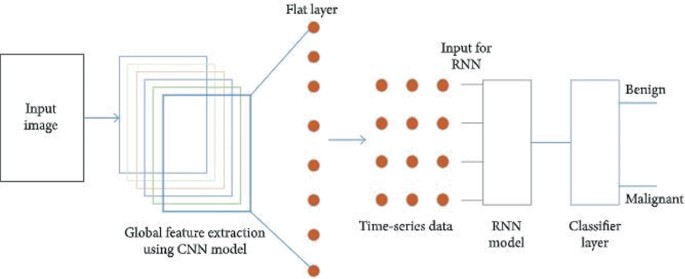 Flat layer
Input for
RNN
Input
image
Benign
Malignant
Global feature extraction
using CNN model
Time-series data
RNN
model
Classifier
layer